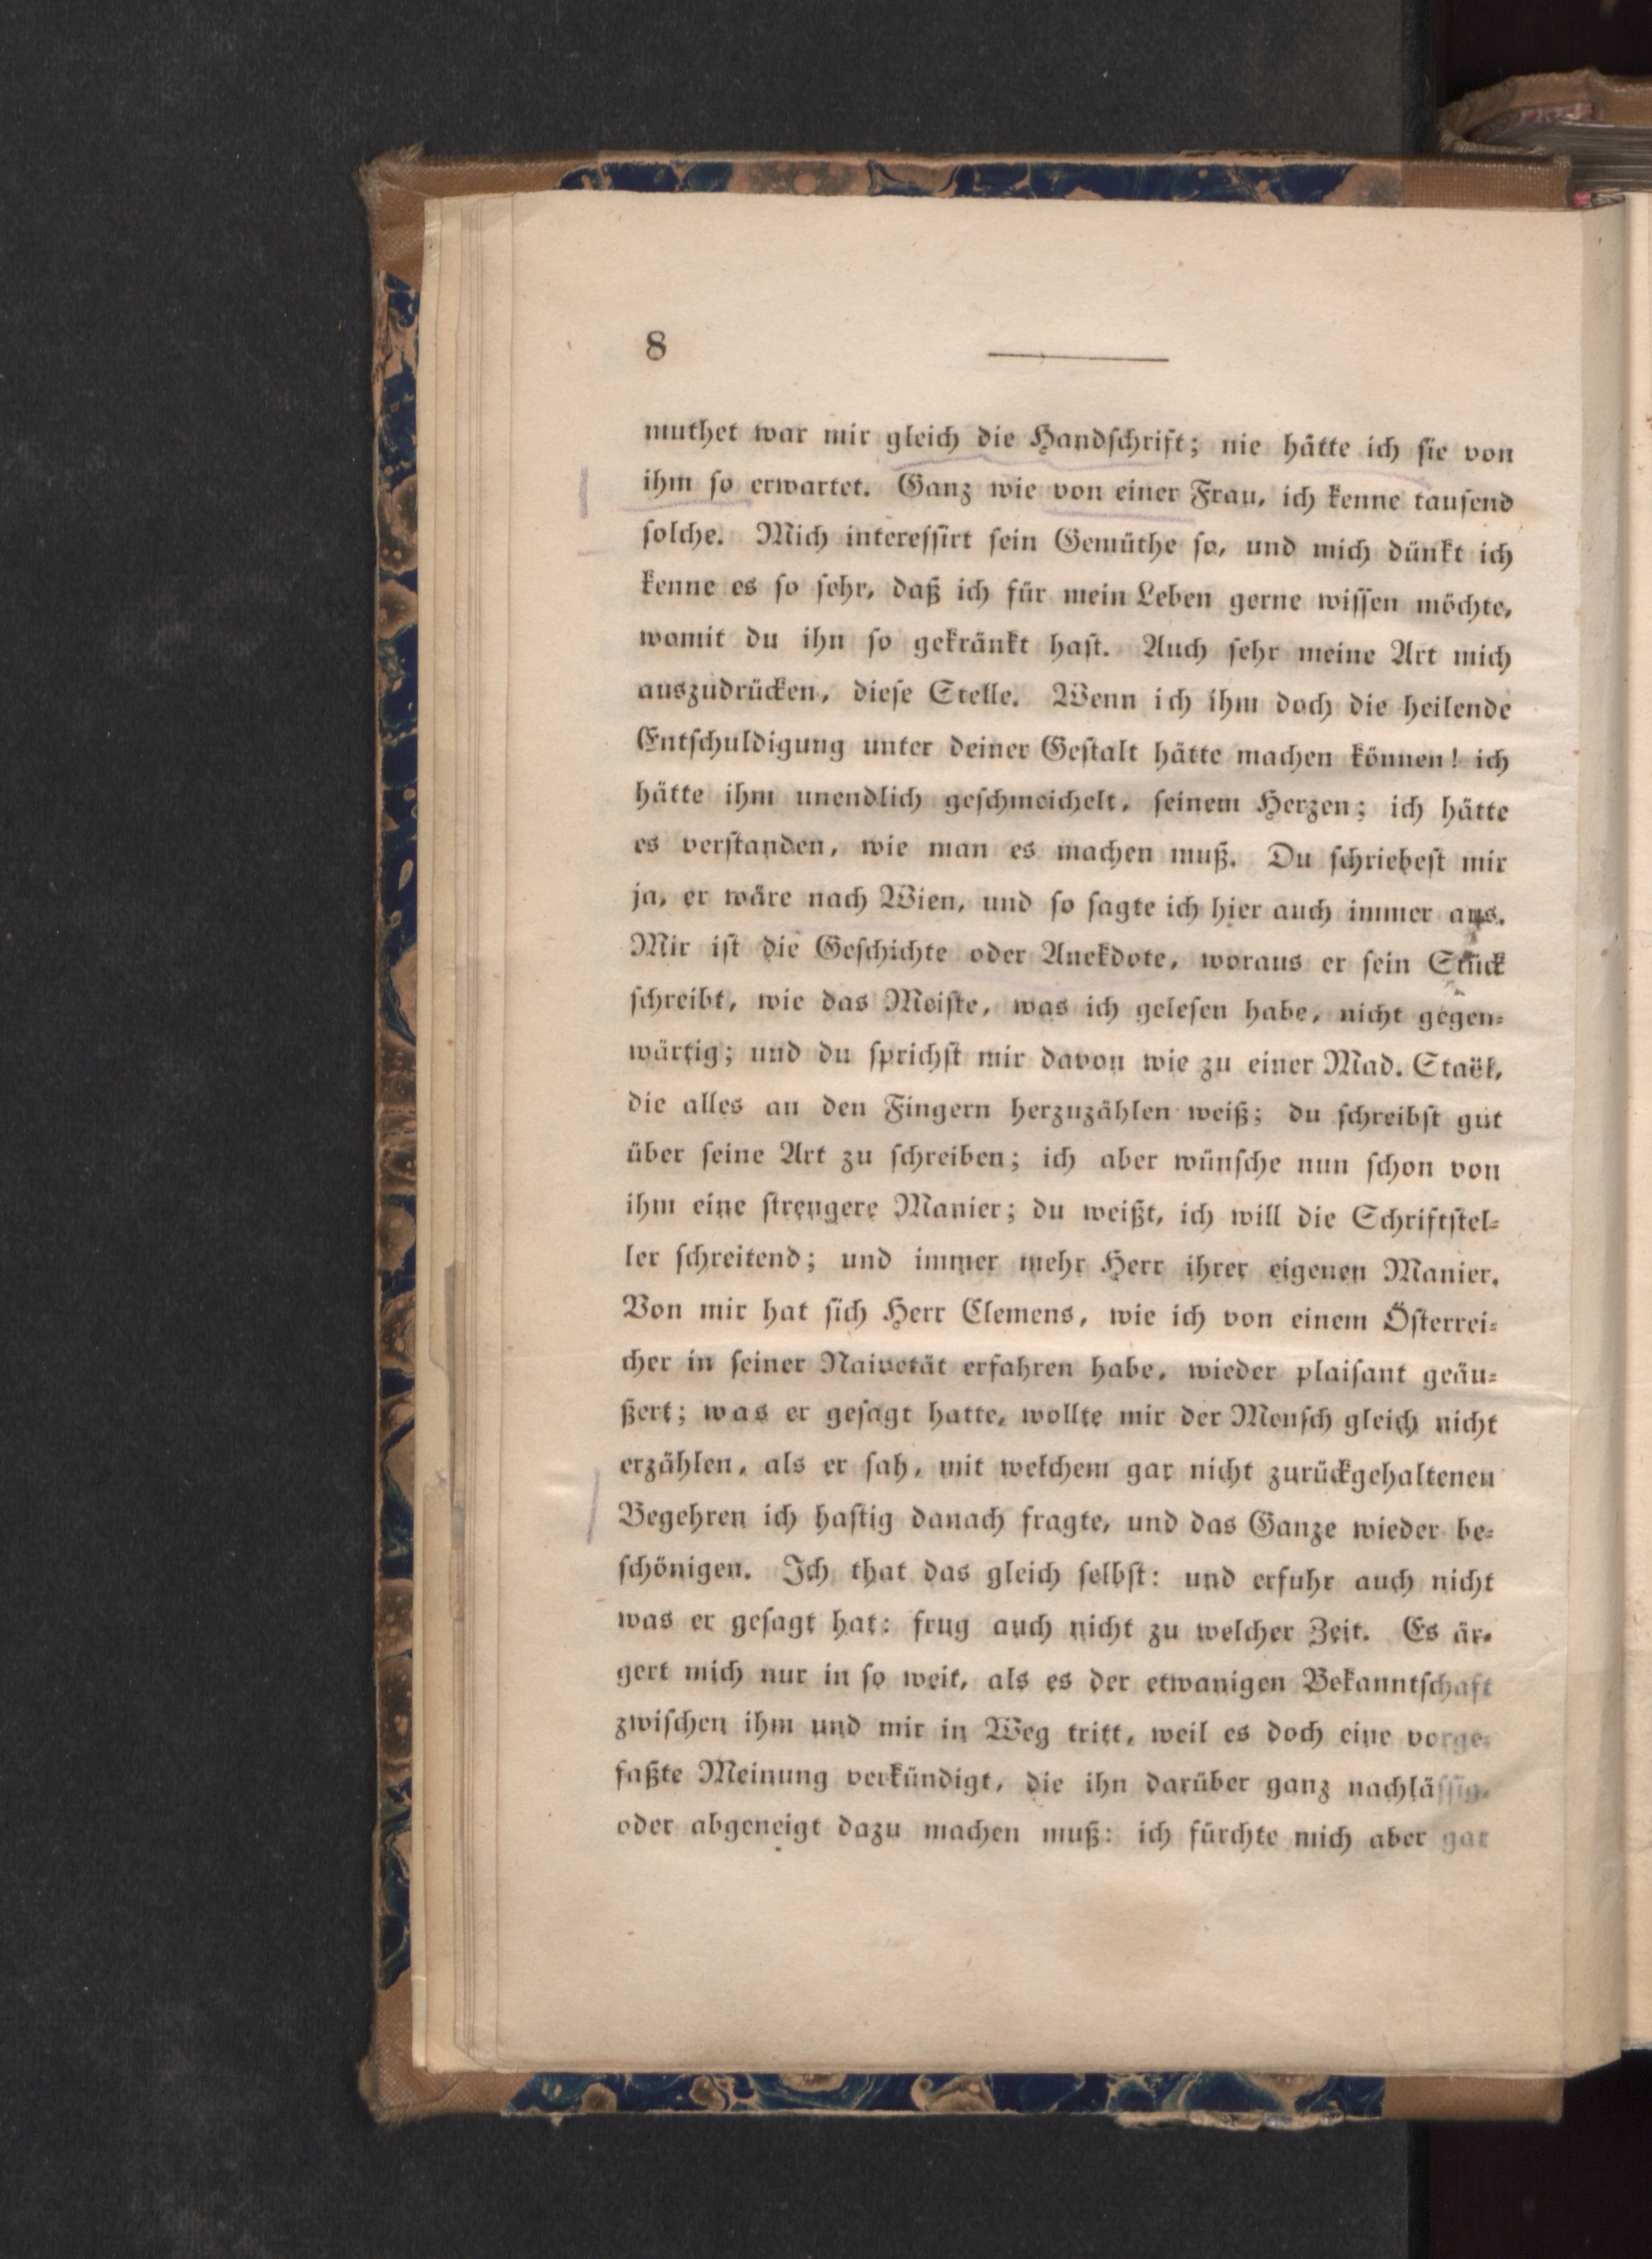 8
muthet war mir gleich die Handschrift; nie hätte ich sie von
ihm so erwartet. Ganz wie von einer Frau, ich kenne tausend
solche. Mich interessirt sein Gemüthe so, und mich dünkt ich
kenne es so sehr, daß ich für mein Leben gerne wissen möchte,
womit du ihn so gekränkt hast. Auch sehr meine Art mich
auszudrücken, diese Stelle. Wenn ich ihm doch die heilende
Entschuldigung unter deiner Gestalt hätte machen können! ich
hätte ihm unendlich geschmeichelt, seinem Herzen; ich hätte
es verstanden, wie man es machen muß. Du schriebest mir
ja, er wäre nach Wien, und so sagte ich hier auch immer aus.
Mir ist die Geschichte oder Anekdote, woraus er sein Stück
schreibt, wie das Meiste, was ich gelesen habe, nicht gegen-
wärtig; und du sprichst mir davon wie zu einer Mad. Staël,
die alles an den Fingern herzuzählen weiß; du schreibst gut
über seine Art zu schreiben; ich aber wünsche nun schon von
ihm eine strengere Manier; du weißt, ich will die Schriftstel-
ler schreitend; und immer mehr Herr ihrer eigenen Manier.
Von mir hat sich Herr Clemens, wie ich von einem Österrei-
cher in seiner Naivetät erfahren habe, wieder plaisant geäu-
ßert; was er gesagt hatte, wollte mir der Mensch gleich nicht
erzählen, als er sah, mit welchem gar nicht zurückgehaltenen
Begehren ich hastig danach fragte, und das Ganze wieder be-
schönigen. Ich that das gleich selbst: und erfuhr auch nicht
was er gesagt hat: frug auch nicht zu welcher Zeit. Es är-
gert mich nur in so weit, als es der etwanigen Bekanntschaft
zwischen ihm und mir in Weg tritt, weil es doch eine vorge-
faßte Meinung verkündigt, die ihn darüber ganz nachlässig-
oder abgeneigt dazu machen muß: ich fürchte mich aber gar